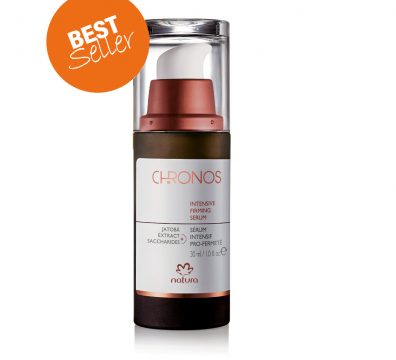 BEST
Seller
CHRONOS
INTENSIVE
FIRMING
SERUM
JATOBÁ
EXTRACT
SACCHARIDES +
SÉRUM
INTENSIF
PRO-FERMETÉ
30 ml / 1.0 fl. oz ℮
natura